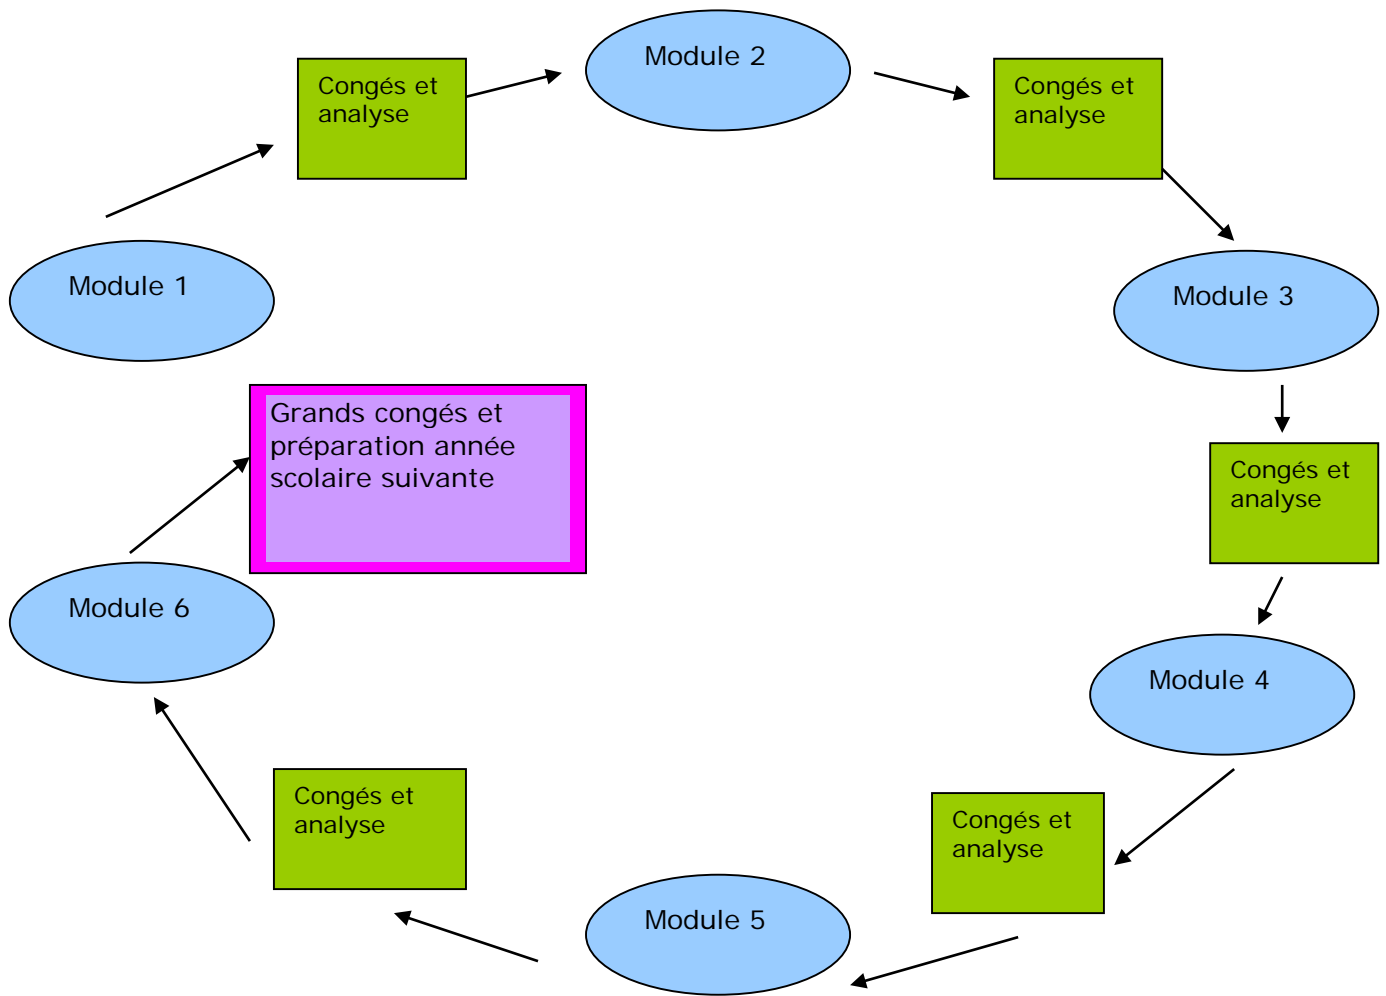 Module 1
Congés et
analyse
Module 2
Congés et
analyse
Module 3
Congés et
analyse
Module 4
Congés et
analyse
Module 5
Congés et
analyse
Module 6
Grands congés et
préparation année
scolaire suivante